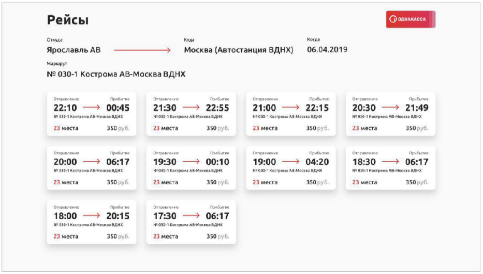 Рейсы
ОДНАКАССА
Откуда Куда Когда
Ярославль АВ Москва (Автостанция ВДНХ) 06.04.2019
Маршрут
№ 030-1 Кострома АВ-Москва ВДНХ
Отправление Прибытие
22:10 00:45
№ 030-1 Кострома АВ-Москва ВДНХ
23 места 350 руб.
Отправление Прибытие
21:30 22:55
№ 030-1 Кострома АВ-Москва ВДНХ
23 места 350 руб.
Отправление Прибытие
21:00 22:15
№ 030-1 Кострома АВ-Москва ВДНХ
23 места 350 руб.
Отправление Прибытие
20:30 21:49
№ 030-1 Кострома АВ-Москва ВДНХ
23 места 350 руб.
Отправление Прибытие
20:00 06:17
№ 030-1 Кострома АВ-Москва ВДНХ
23 места 350 руб.
Отправление Прибытие
19:30 00:10
№ 030-1 Кострома АВ-Москва ВДНХ
23 места 350 руб.
Отправление Прибытие
19:00 04:20
№ 030-1 Кострома АВ-Москва ВДНХ
23 места 350 руб.
Отправление Прибытие
18:30 06:17
№ 030-1 Кострома АВ-Москва ВДНХ
23 места 350 руб.
Отправление Прибытие
18:00 20:15
№ 030-1 Кострома АВ-Москва ВДНХ
23 места 350 руб.
Отправление Прибытие
17:30 06:17
№ 030-1 Кострома АВ-Москва ВДНХ
23 места 350 руб.